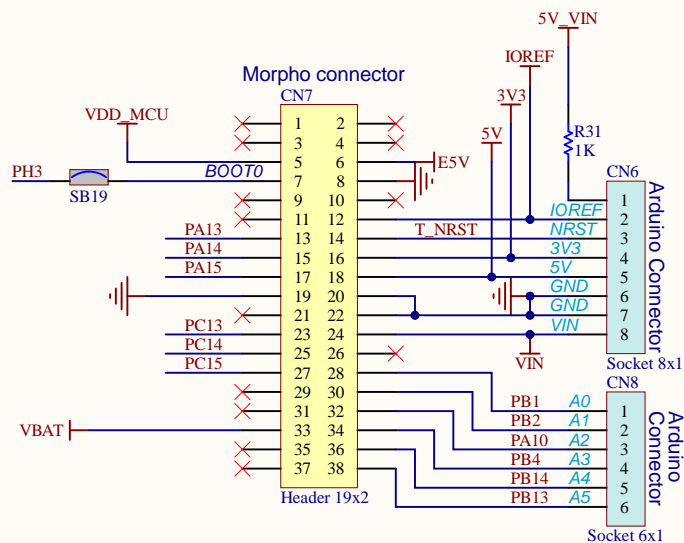 5V_VIN
IOREF
Morpho connector
3V3
CN7
VDD_MCU
5V
R31
1K
1 2
3 4
5 6 E5V
PH3 BOOT0 7 8
SB19
CN6
9 10 1
11 12 IOREF 2
PA13 13 14 T_NRST NRST 3
PA14 15 16 3V3 4
PA15 17 18 5V 5
19 20 GND 6
21 22 GND 7
PC13 23 24 VIN 8
PC14 25 26 VIN
PC15 27 28
Socket 8x1
Arduino Connector
CN8
29 30
31 32 PB1 A0 1
VBAT 33 34 PB2 A1 2
35 36 PA10 A2 3
37 38 PB4 A3 4
PB14 A4 5
PB13 A5 6
Header 19x2
Socket 6x1
Arduino
Connector